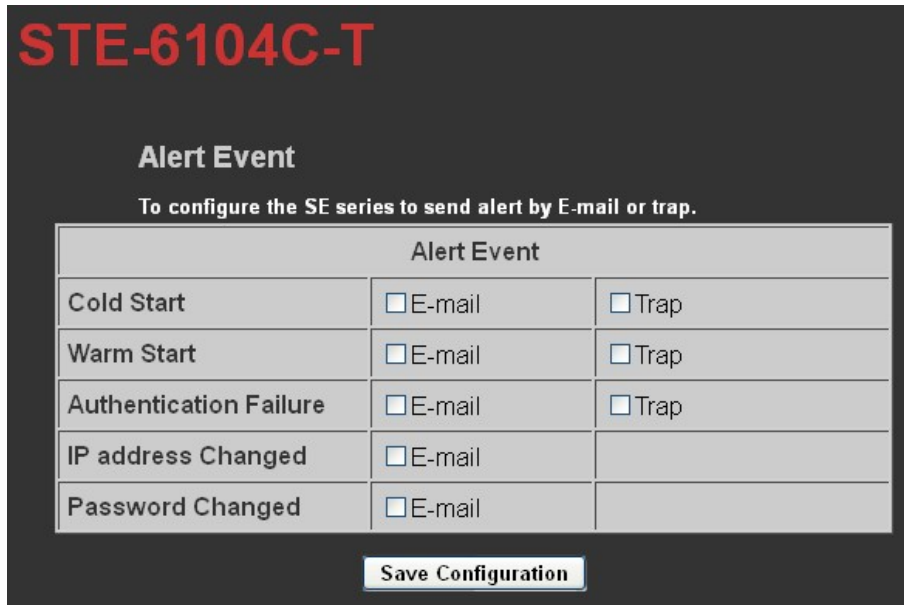 STE-6104C-T
Alert Event
To configure the SE series to send alert by E-mail or trap.
Alert Event
Cold Start E-mail Trap
Warm Start E-mail Trap
Authentication Failure E-mail Trap
IP address Changed E-mail
Password Changed E-mail
Save Configuration